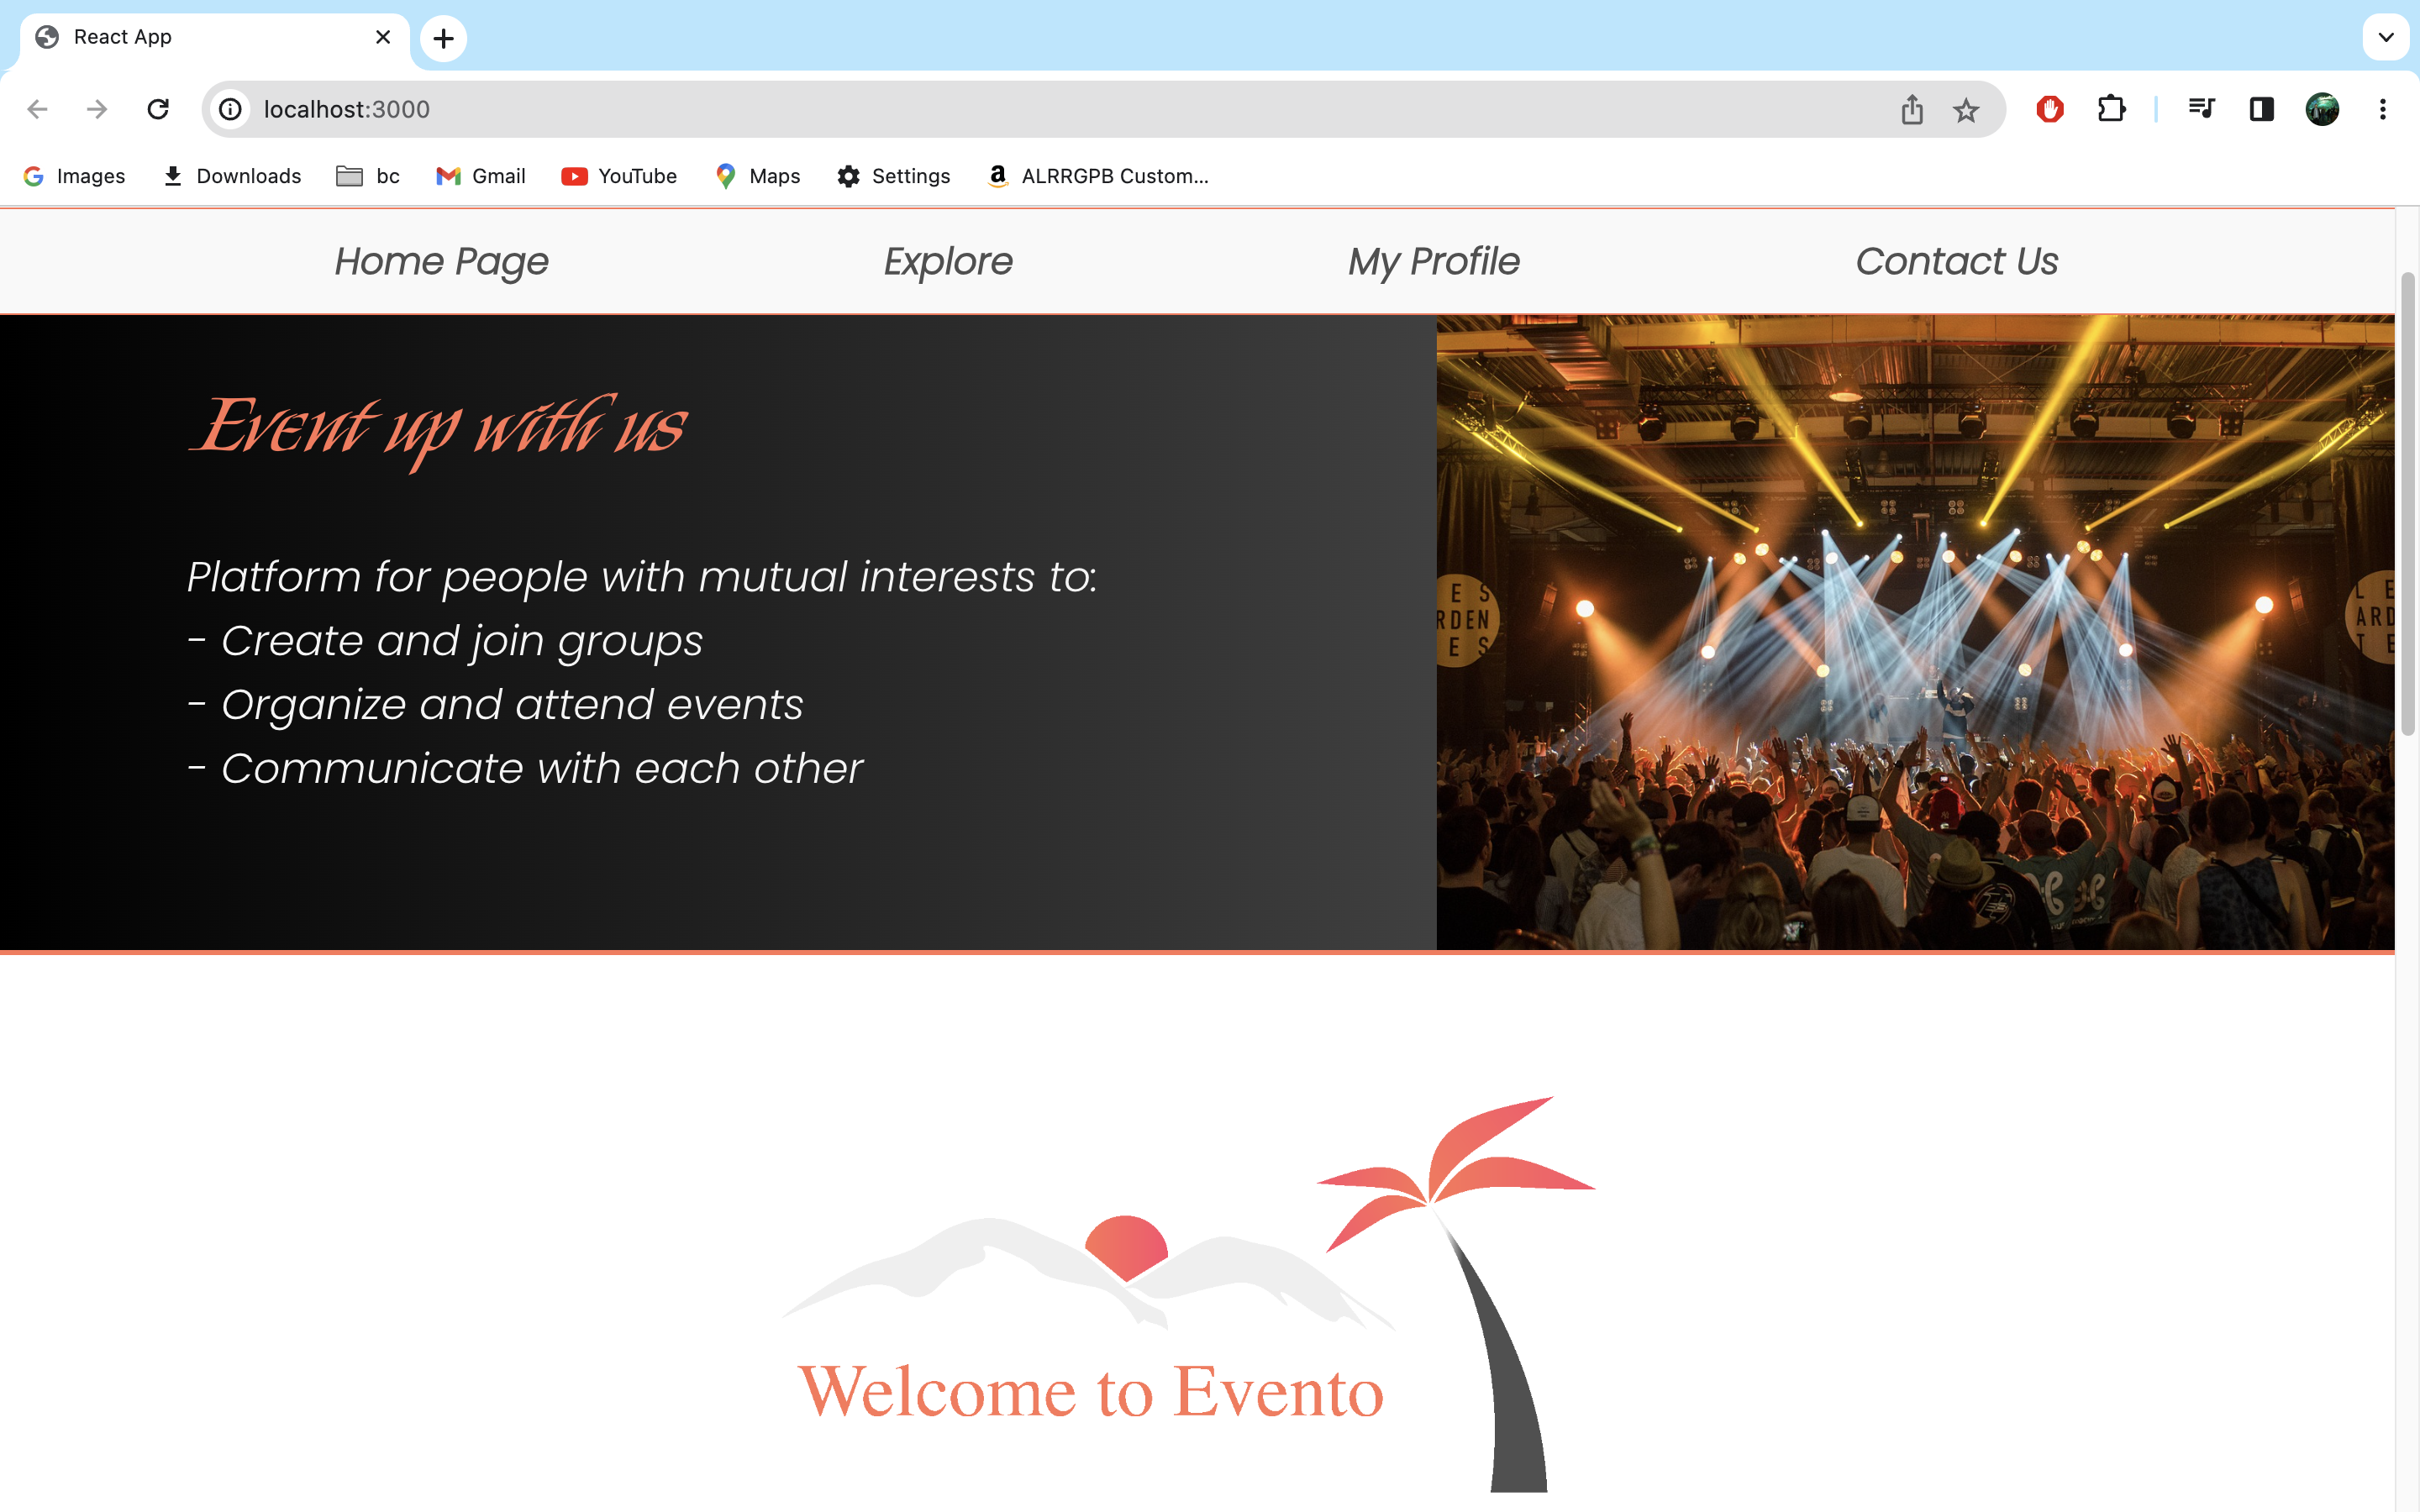 React App
localhost:3000
Images Downloads bc Gmail YouTube Maps Settings ALRRGPB Custom...
Home Page Explore My Profile Contact Us
Event up with us
Platform for people with mutual interests to:
- Create and join groups
- Organize and attend events
- Communicate with each other
E S
RDEN
E S
L E
ARD
T E
Welcome to Evento